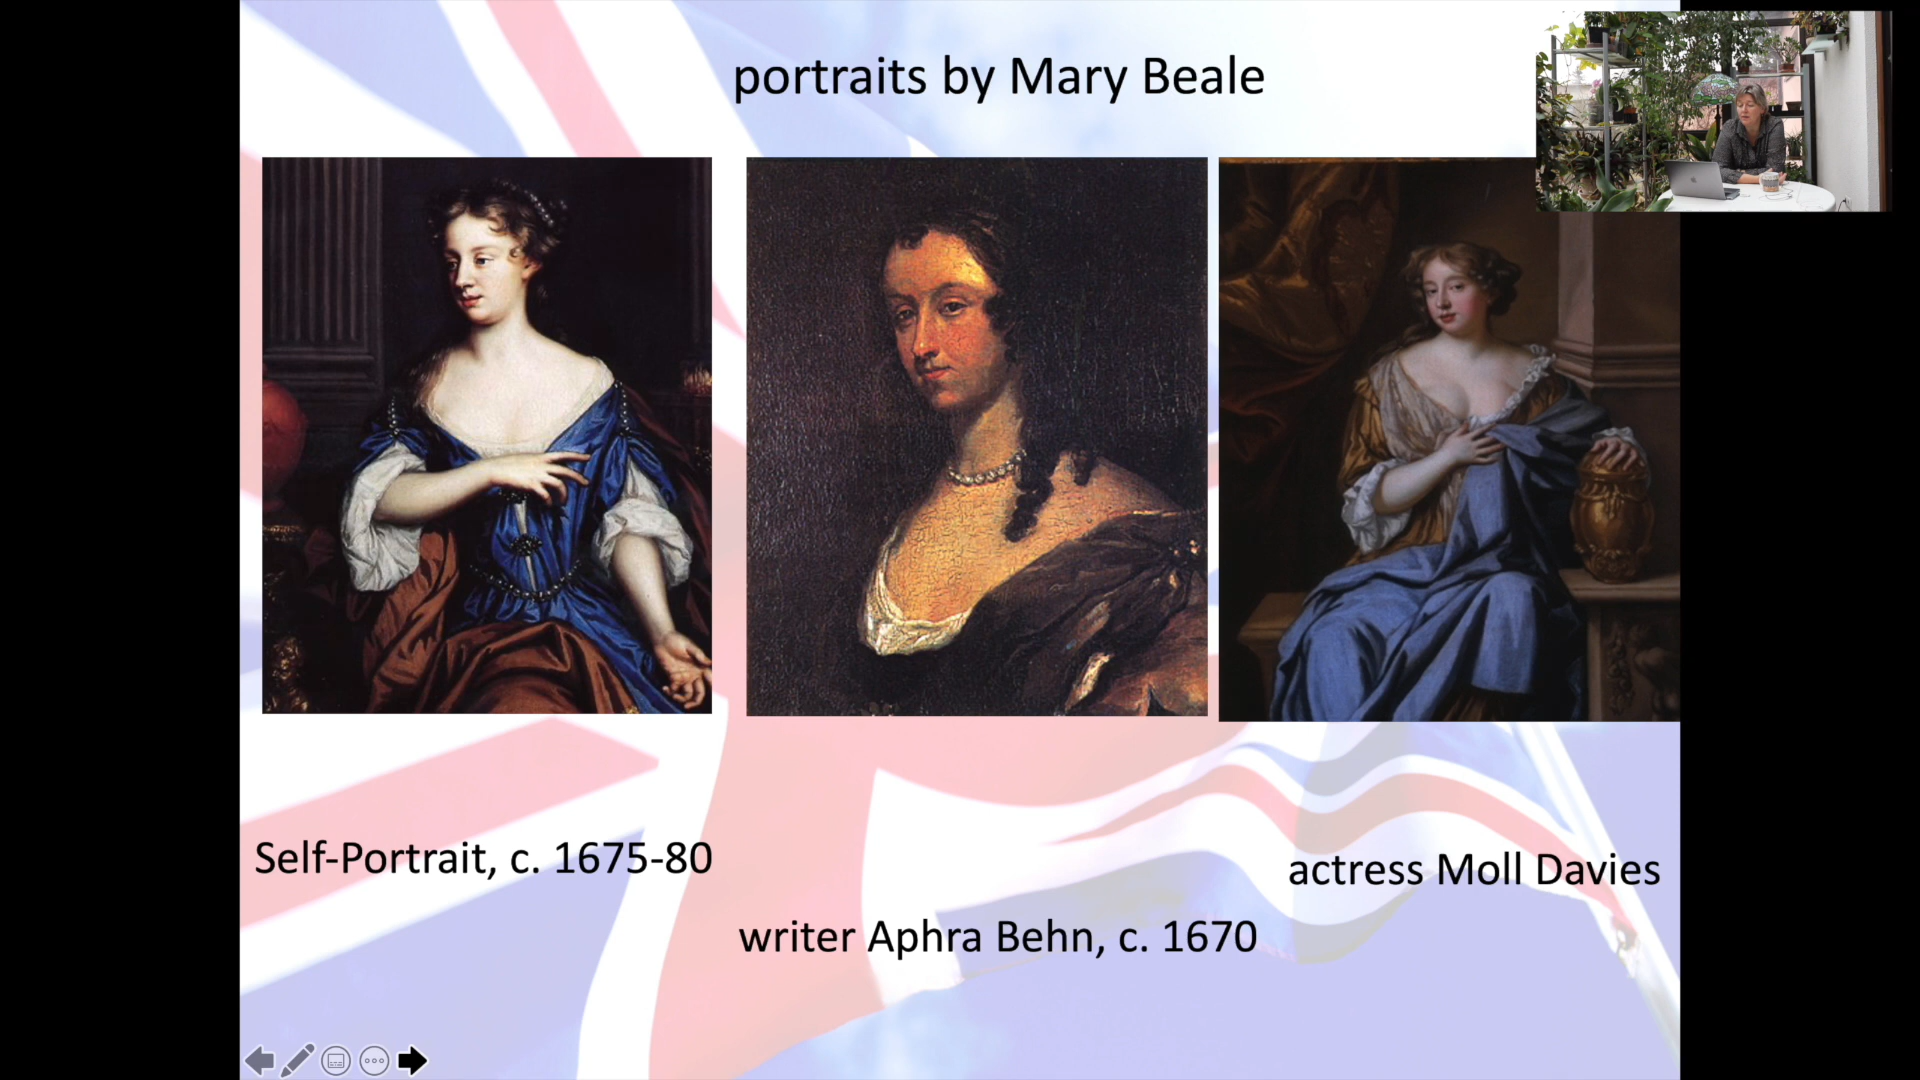 portraits by Mary Beale
Self-Portrait, c. 1675-80
actress Moll Davies
writer Aphra Behn, c. 1670